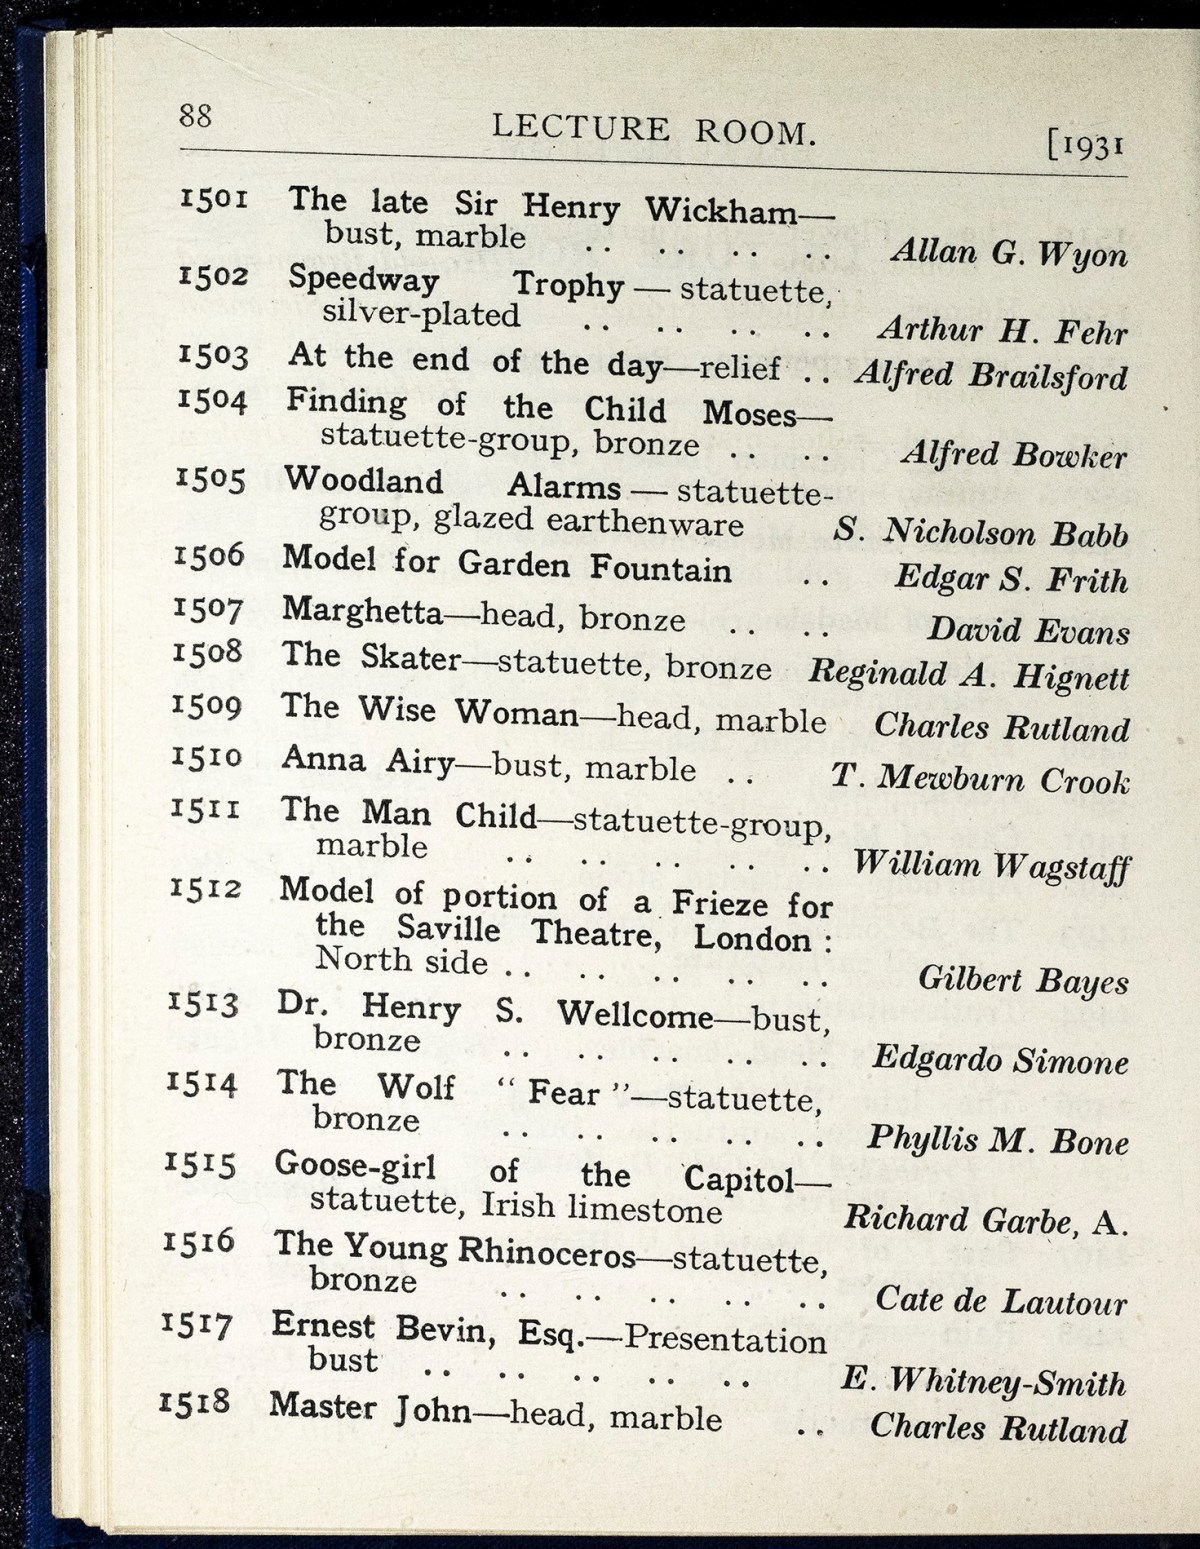 88 LECTURE ROOM. [1931
1501 The late Sir Henry Wickham—
bust, marble .. .. .. .. Allan G. Wyon
1502 Speedway Trophy — statuette,
silver-plated .. .. .. .. Arthur H. Fehr
1503 At the end of the day—relief .. Alfred Brailsford
1504 Finding of the Child Moses—
statuette-group, bronze .. .. Alfred Bowker
1505 Woodland Alarms — statuette-
group, glazed earthenware S. Nicholson Babb
1506 Model for Garden Fountain .. Edgar S. Frith
1507 Marghetta—head, bronze .. .. David Evans
1508 The Skater—statuette, bronze Reginald A. Hignett
1509 The Wise Woman—head, marble Charles Rutland
1510 Anna Airy—bust, marble .. T. Mewburn Crook
1511 The Man Child—statuette-group,
marble .. .. .. .. .. William Wagstaff
1512 Model of portion of a Frieze for
the Saville Theatre, London :
North side .. .. .. .. .. Gilbert Bayes
1513 Dr. Henry S. Wellcome—bust,
bronze .. .. .. .. .. Edgardo Simone
1514 The Wolf “ Fear ”—statuette,
bronze .. .. .. .. .. Phyllis M. Bone
1515 Goose-girl of the Capitol—
statuette, Irish limestone Richard Garbe, A.
1516 The Young Rhinoceros—statuette,
bronze .. .. .. .. .. Cate de Lautour
1517 Ernest Bevin, Esq.—Presentation
bust .. .. .. .. .. E. Whitney-Smith
1518 Master John—head, marble .. Charles Rutland